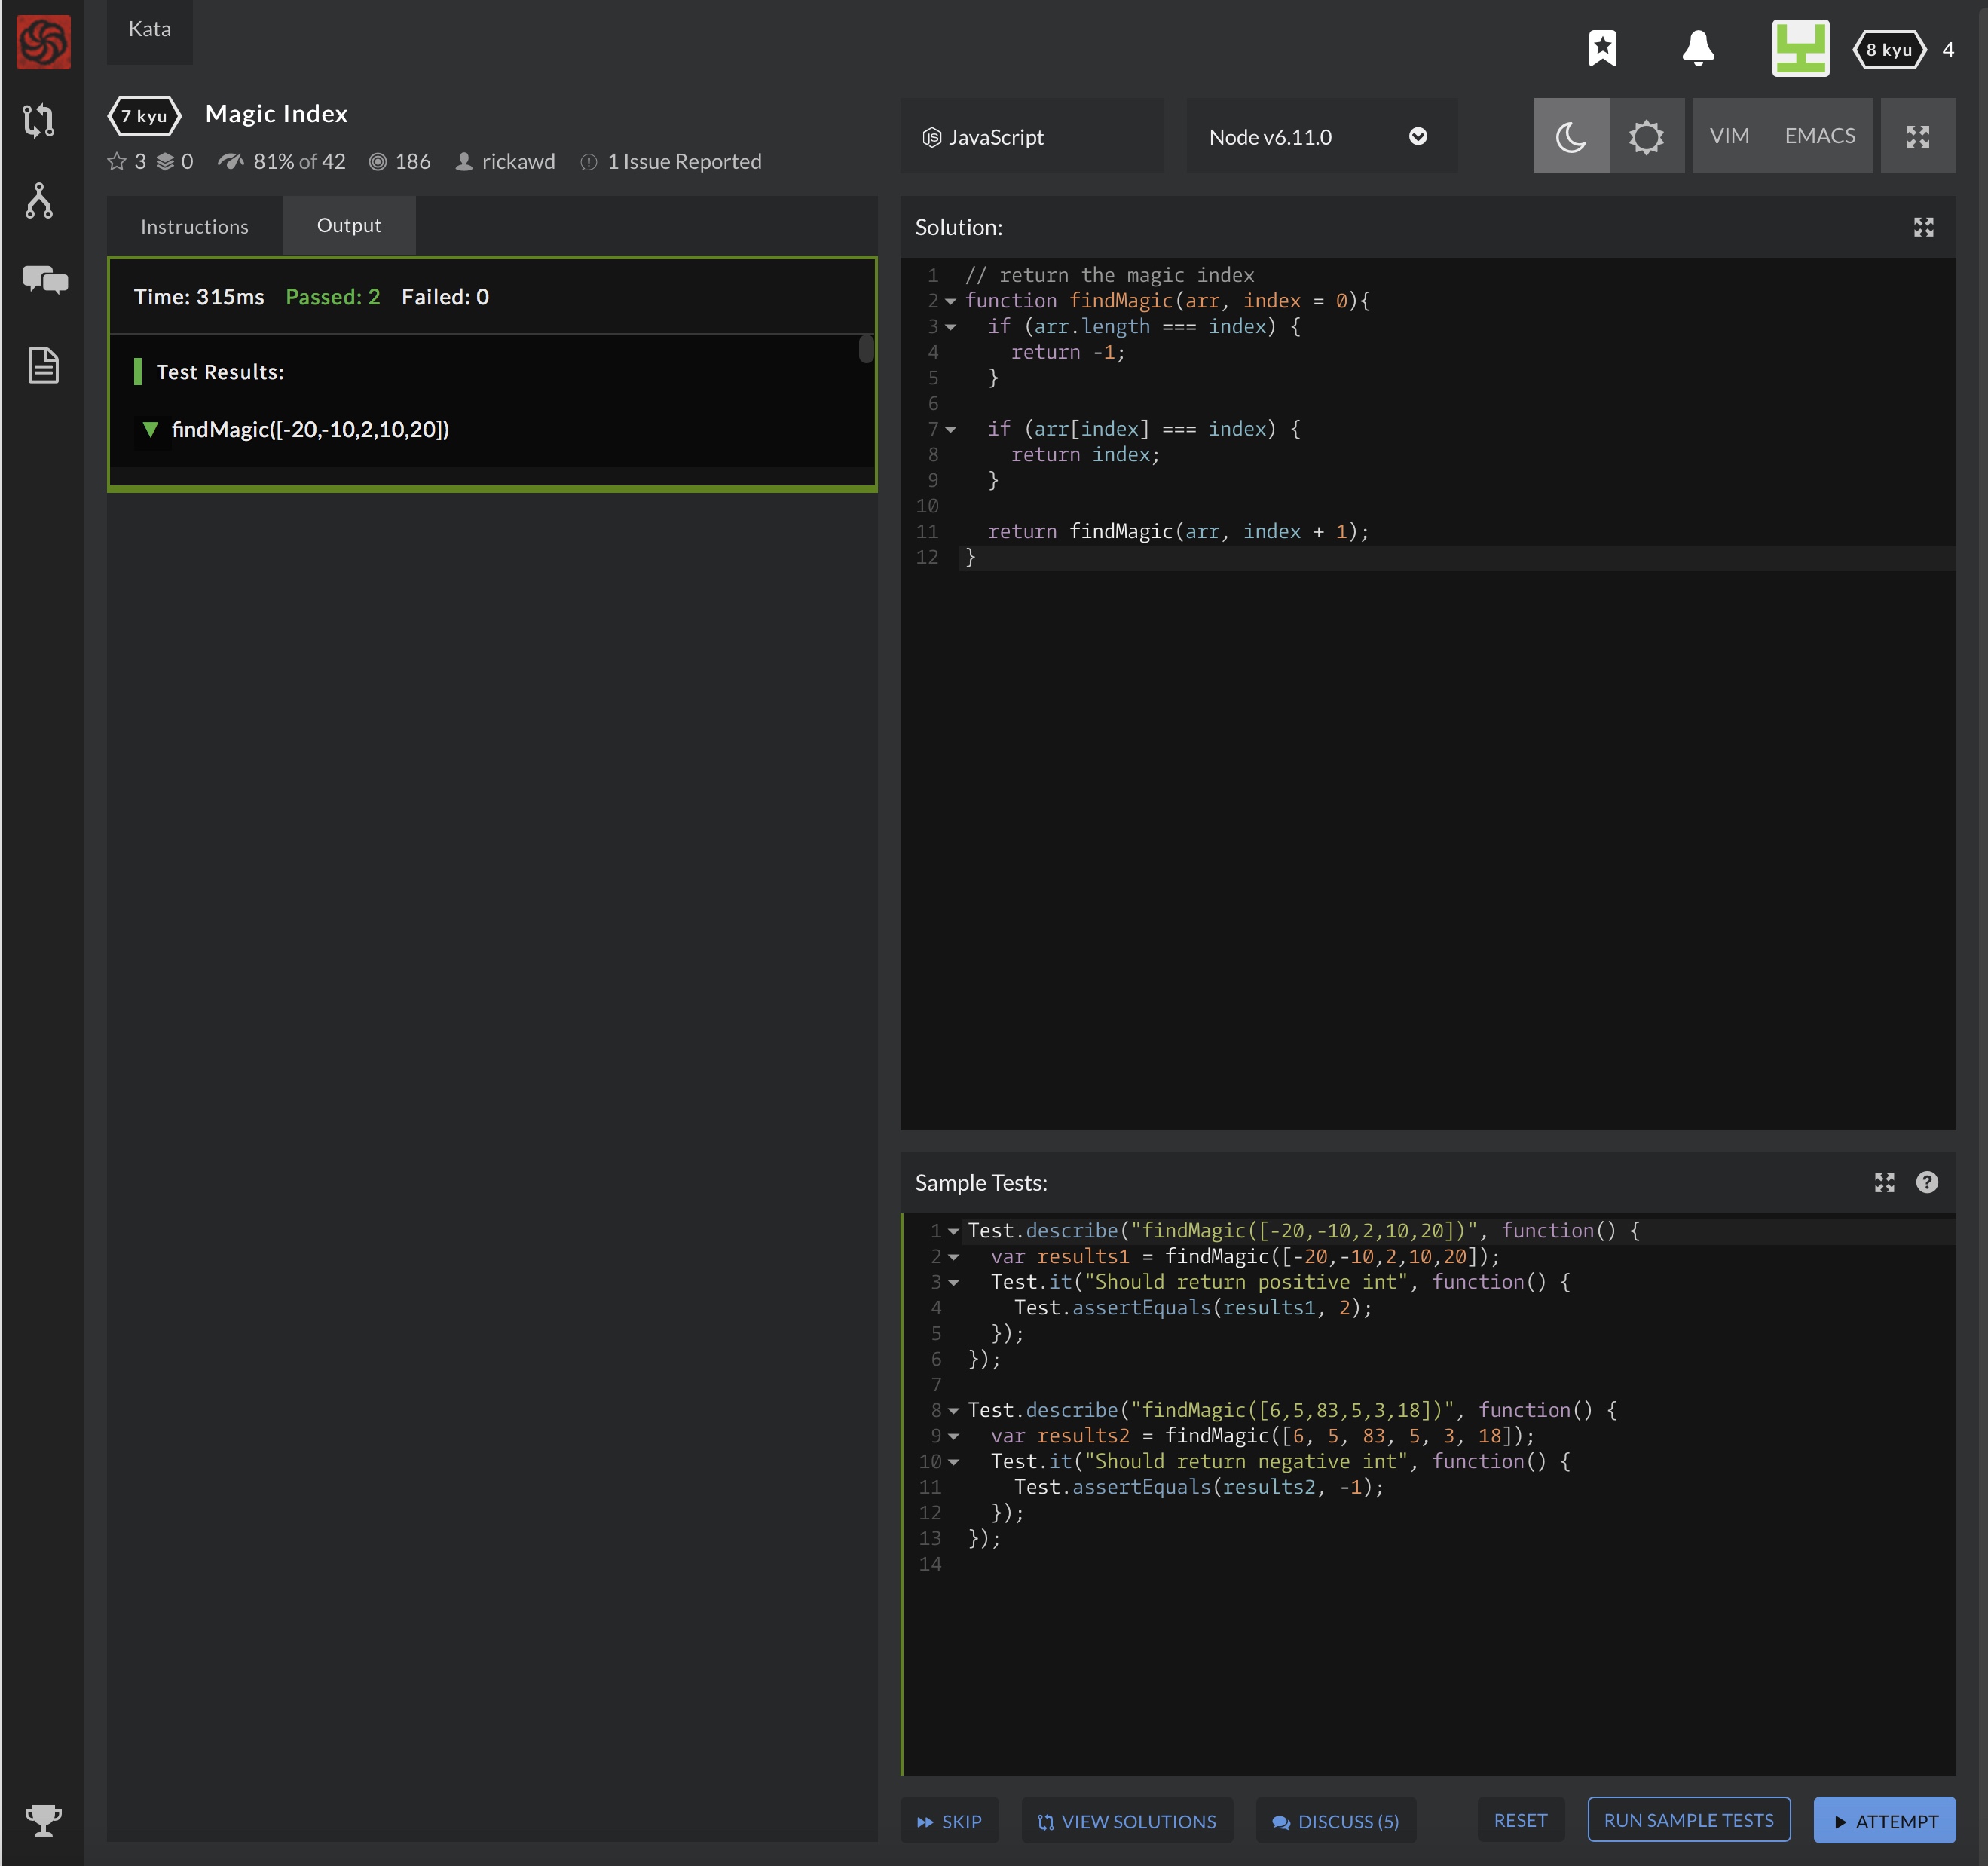 Kata
8 kyu 4
7 kyu Magic Index
3 0 81% of 42 186 rickawd 1 Issue Reported
JavaScript
Node v6.11.0
VIM EMACS
Instructions Output
Time: 315ms Passed: 2 Failed: 0
Test Results:
findMagic([-20,-10,2,10,20])
Solution:
1 // return the magic index
2 function findMagic(arr, index = 0){
3   if (arr.length === index) {
4     return -1;
5   }
6
7   if (arr[index] === index) {
8     return index;
9   }
10
11   return findMagic(arr, index + 1);
12 }
Sample Tests:
1 Test.describe("findMagic([-20,-10,2,10,20])", function() {
2   var results1 = findMagic([-20,-10,2,10,20]);
3   Test.it("Should return positive int", function() {
4     Test.assertEquals(results1, 2);
5   });
6 });
7
8 Test.describe("findMagic([6,5,83,5,3,18])", function() {
9   var results2 = findMagic([6, 5, 83, 5, 3, 18]);
10   Test.it("Should return negative int", function() {
11     Test.assertEquals(results2, -1);
12   });
13 });
14
SKIP VIEW SOLUTIONS DISCUSS (5) RESET RUN SAMPLE TESTS ATTEMPT